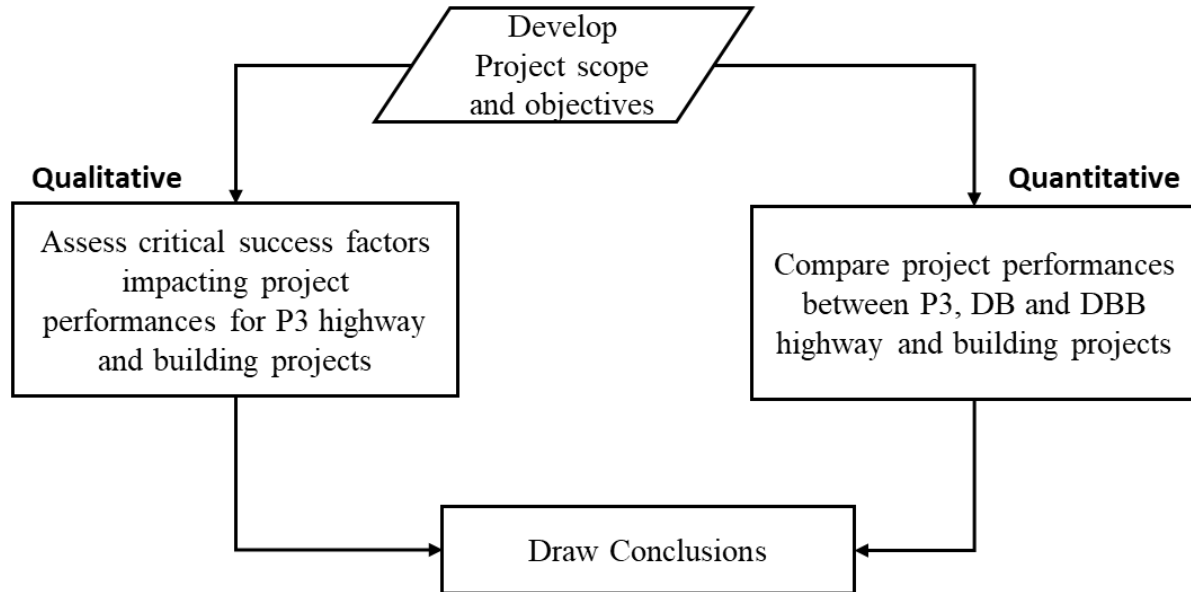 Develop
Project scope
and objectives
Qualitative
Quantitative
Assess critical success factors
impacting project
performances for P3 highway
and building projects
Compare project performances
between P3, DB and DBB
highway and building projects
Draw Conclusions